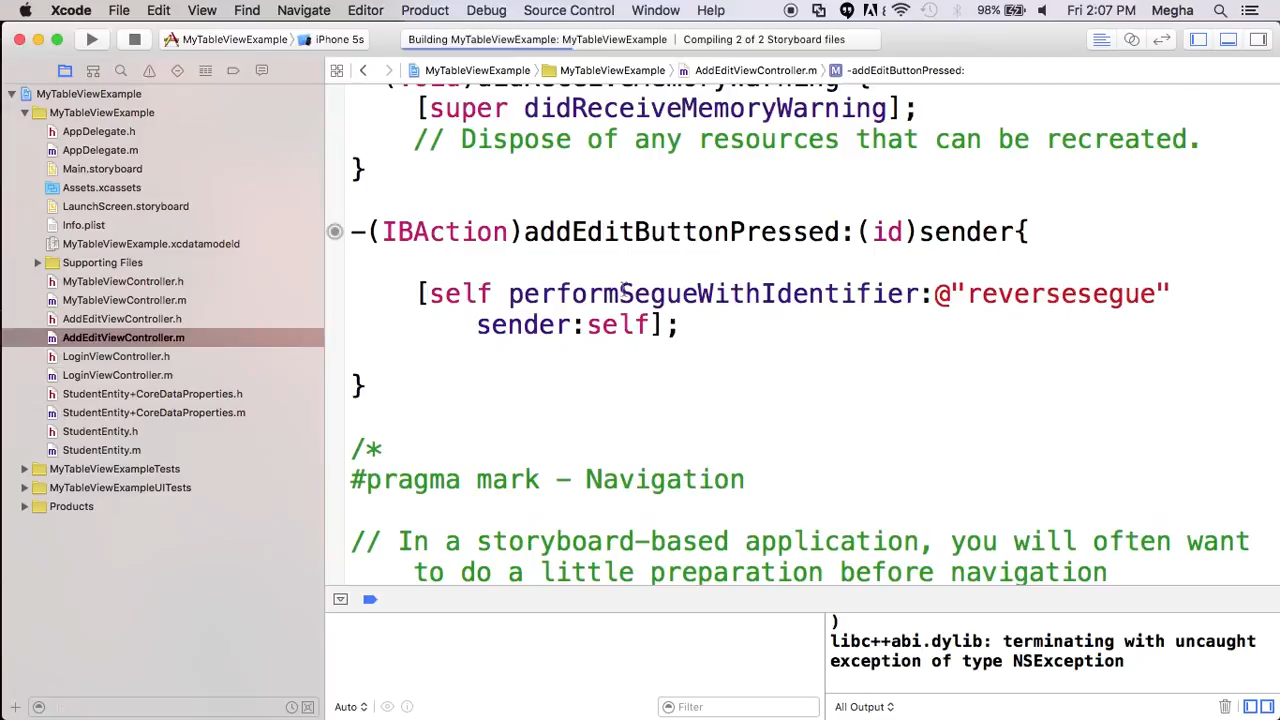 Xcode File Edit View Find Navigate Editor Product Debug Source Control Window Help 98% Fri 2:07 PM Megha
MyTableViewExample iPhone 5s Building MyTableViewExample: MyTableViewExample Compiling 2 of 2 Storyboard files
MyTableViewExample MyTableViewExample AddEditViewController.m M -addEditButtonPressed:
MyTableViewExample
MyTableViewExample
AppDelegate.h
AppDelegate.m
Main.storyboard
Assets.xcassets
LaunchScreen.storyboard
Info.plist
MyTableViewExample.xcdatamodeld
Supporting Files
MyTableViewController.h
MyTableViewController.m
AddEditViewController.h
AddEditViewController.m
LoginViewController.h
LoginViewController.m
StudentEntity+CoreDataProperties.h
StudentEntity+CoreDataProperties.m
StudentEntity.h
StudentEntity.m
MyTableViewExampleTests
MyTableViewExampleUITests
Products
-(void)didReceiveMemoryWarning {
[super didReceiveMemoryWarning];
// Dispose of any resources that can be recreated.
}
-(IBAction)addEditButtonPressed:(id)sender{
[self performSegueWithIdentifier:@"reversesegue"
sender:self];
}
/*
#pragma mark - Navigation
// In a storyboard-based application, you will often want
to do a little preparation before navigation
)
libc++abi.dylib: terminating with uncaught
exception of type NSException
Auto Filter All Output